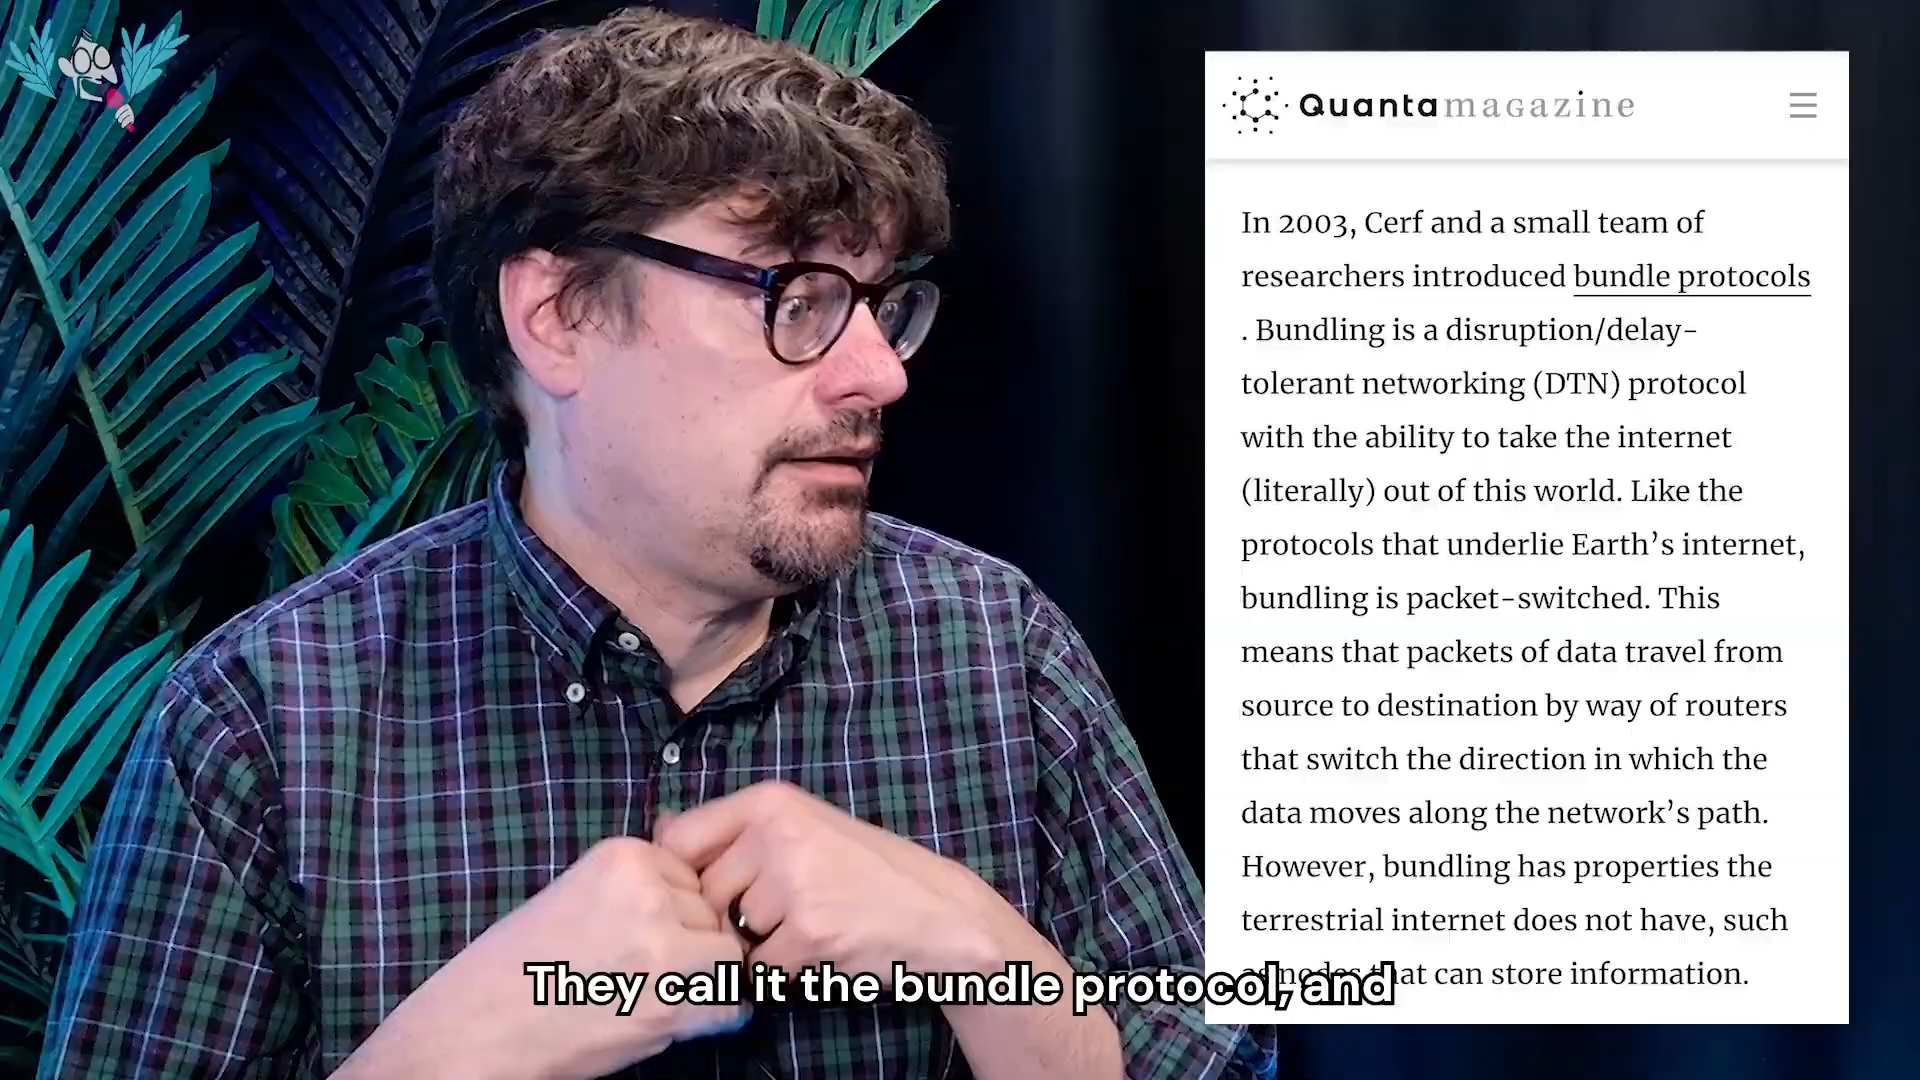 Quantamagazine
In 2003, Cerf and a small team of
researchers introduced bundle protocols
. Bundling is a disruption/delay-
tolerant networking (DTN) protocol
with the ability to take the internet
(literally) out of this world. Like the
protocols that underlie Earth’s internet,
bundling is packet-switched. This
means that packets of data travel from
source to destination by way of routers
that switch the direction in which the
data moves along the network’s path.
However, bundling has properties the
terrestrial internet does not have, such
as nodes that can store information.
They call it the bundle protocol, and